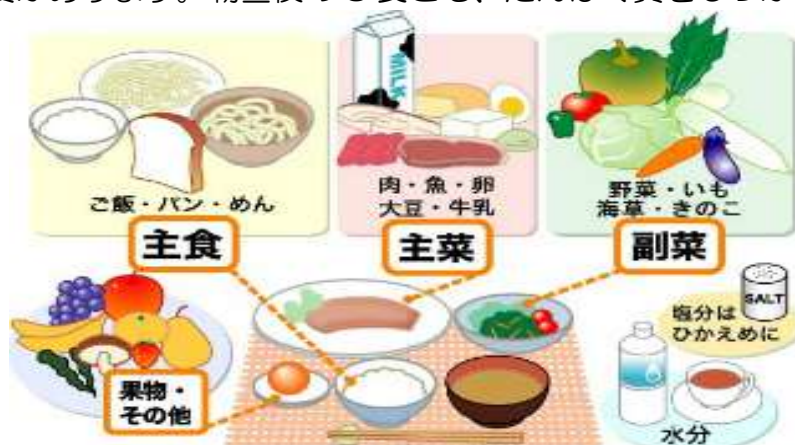 ご飯・パン・めん
MILK
肉・魚・卵
大豆・牛乳
野菜・いも
海草・きのこ
主食
主菜
副菜
果物・
その他
SALT
塩分は
ひかえめに
水分